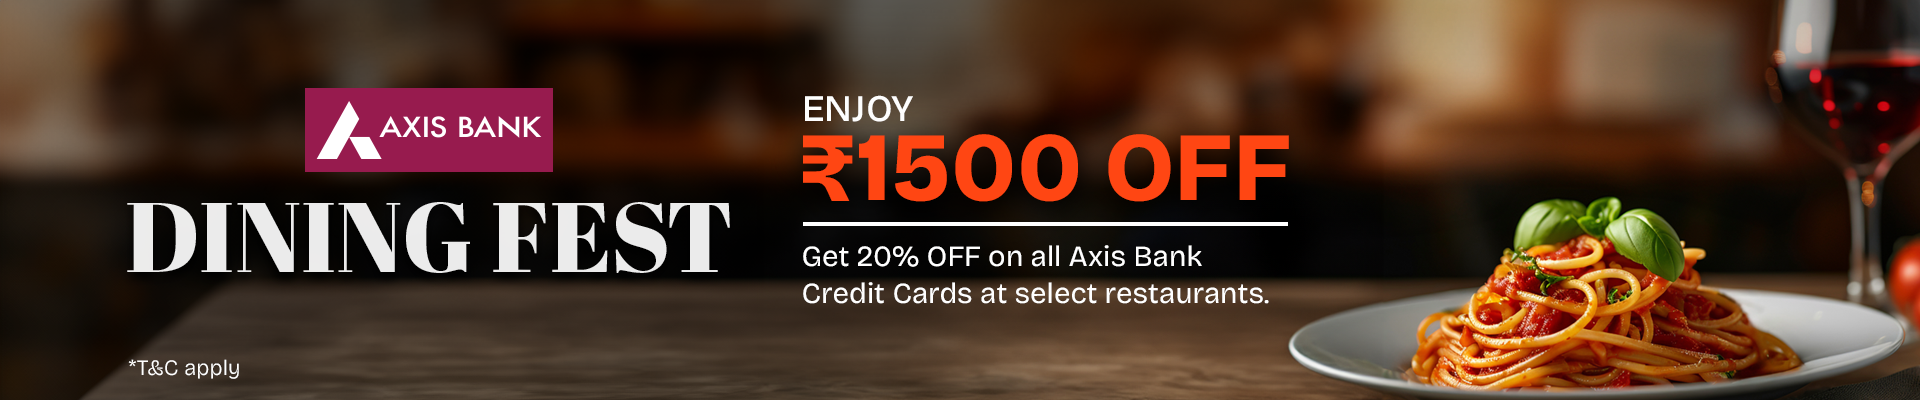 AXIS BANK
DINING FEST
*T&C apply
ENJOY
₹1500 OFF
Get 20% OFF on all Axis Bank
Credit Cards at select restaurants.